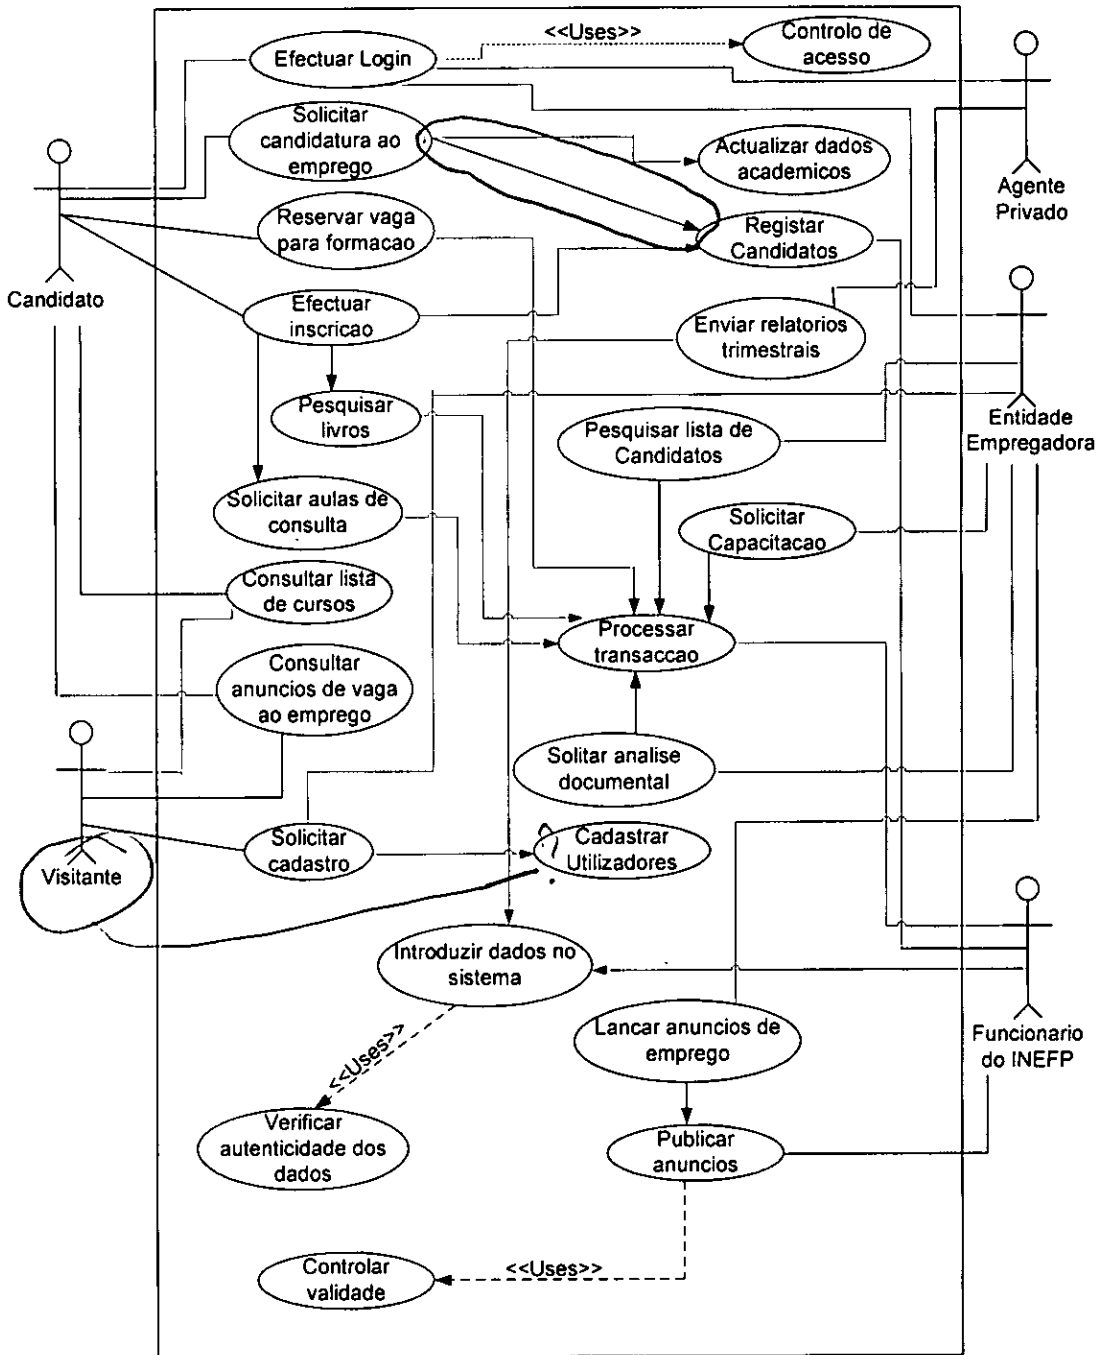 <<Uses>>
Efectuar Login
Controlo de
acesso
Solicitar
candidatura ao
emprego
Actualizar dados
academicos
Agente
Privado
Reservar vaga
para formacao
Registar
Candidatos
Candidato
Efectuar
inscricao
Enviar relatorios
trimestrais
Pesquisar
livros
Pesquisar lista de
Candidatos
Entidade
Empregadora
Solicitar aulas de
consulta
Solicitar
Capacitacao
Consultar lista
de cursos
Processar
transaccao
Consultar
anuncios de vaga
ao emprego
Solitar analise
documental
Solicitar
cadastro
?
Cadastrar
Utilizadores
Visitante
Introduzir dados no
sistema
<<Uses>>
Lancar anuncios de
emprego
Funcionario
do INEFP
Verificar
autenticidade dos
dados
Publicar
anuncios
Controlar
validade
<<Uses>>